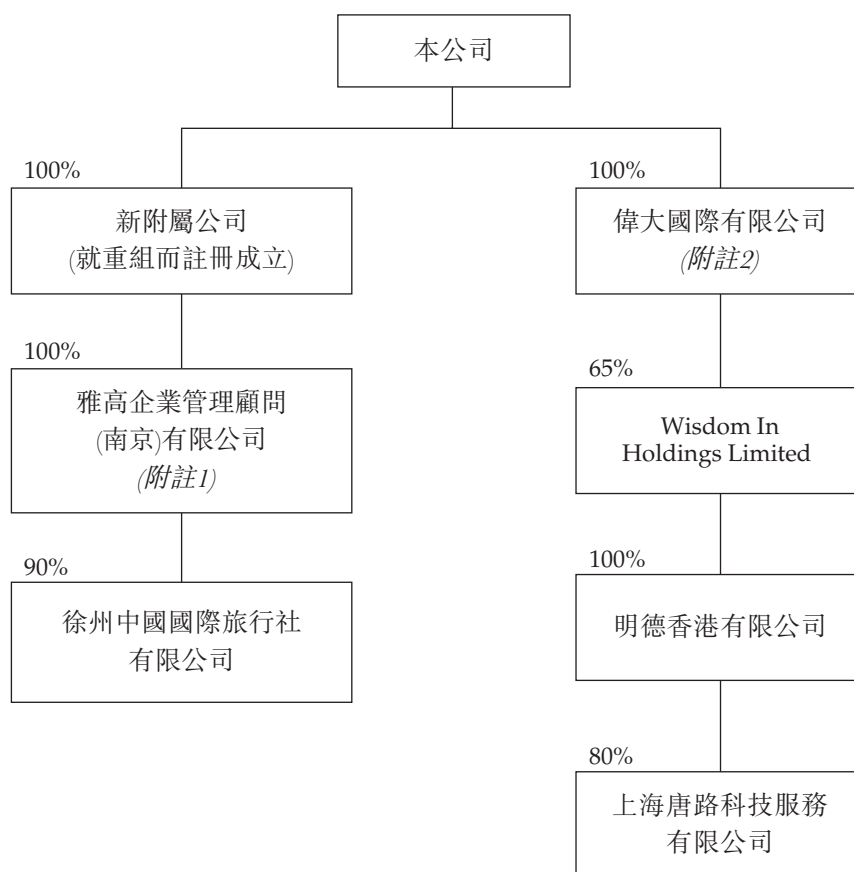 本公司
100%
新附屬公司
(就重組而註冊成立)
100%
雅高企業管理顧問
(南京)有限公司
(附註1)
90%
徐州中國國際旅行社
有限公司
100%
偉大國際有限公司
(附註2)
65%
Wisdom In
Holdings Limited
100%
明德香港有限公司
80%
上海唐路科技服務
有限公司